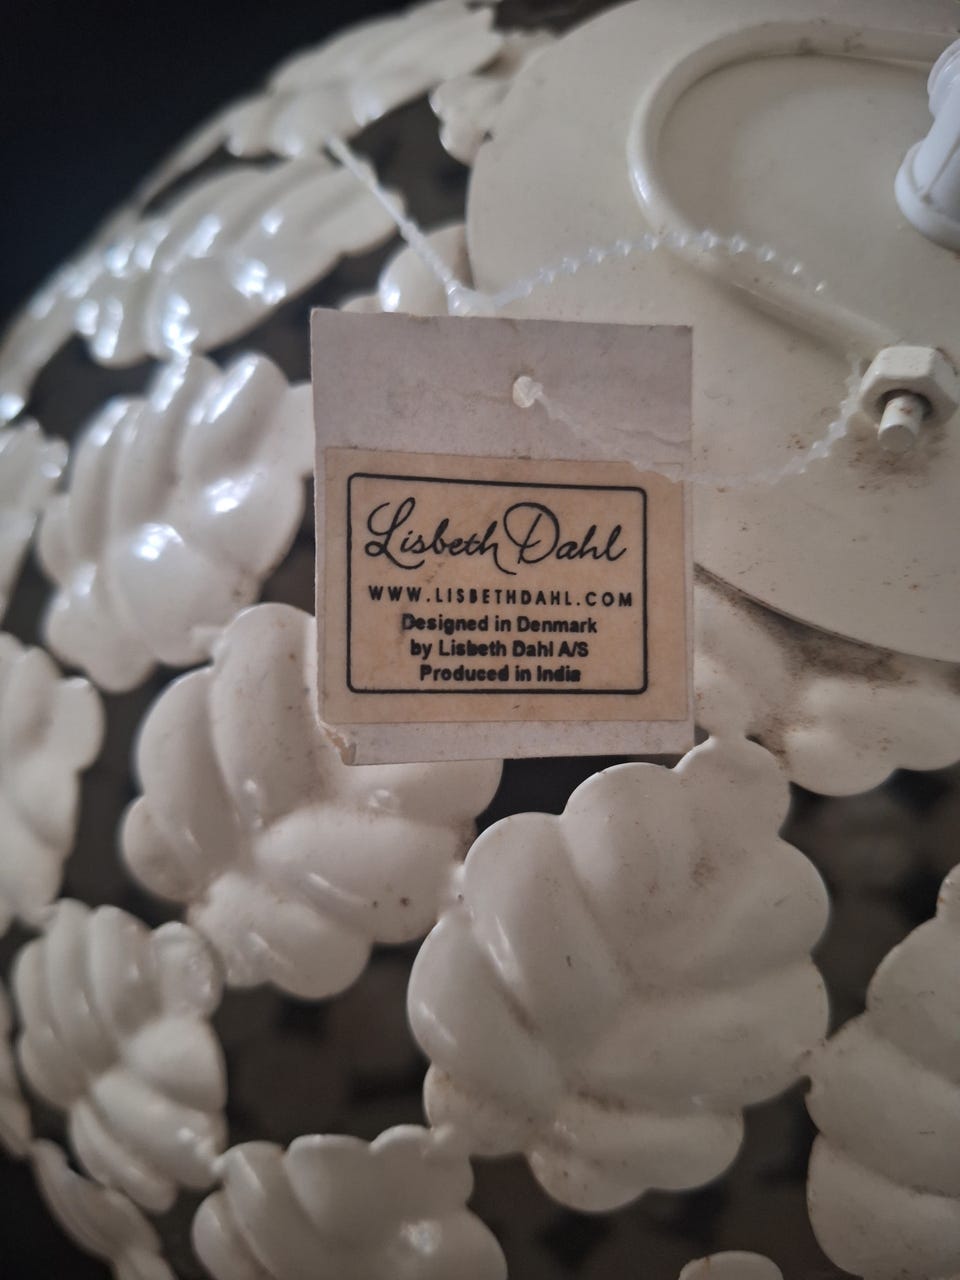 Lisbeth Dahl
WWW.LISBETHDAHL.COM
Designed in Denmark
by Lisbeth Dahl A/S
Produced in India